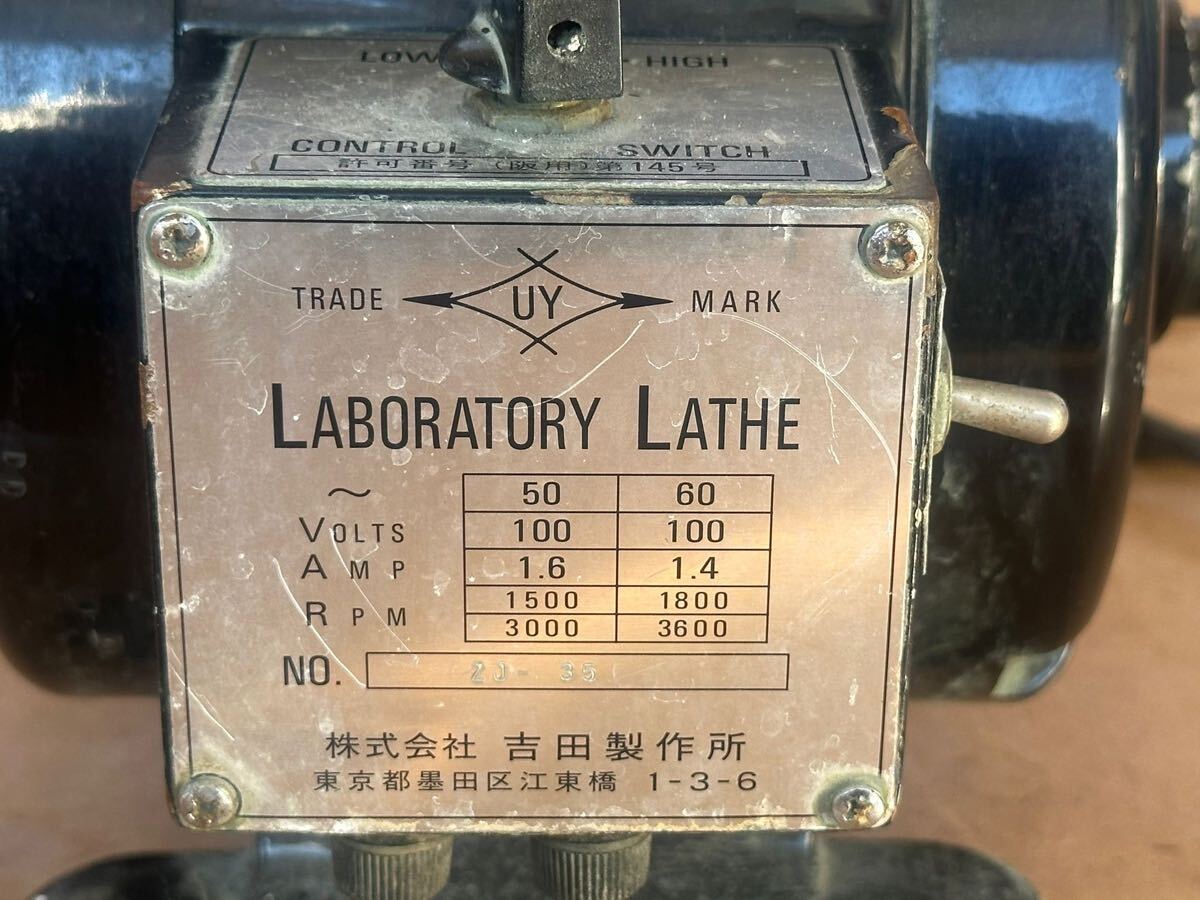 LOW HIGH
CONTROL SWITCH
許可番号(阪用)第145号
TRADE UY MARK
LABORATORY LATHE
~ 50 60
VOLTS 100 100
AMP 1.6 1.4
RPM 1500 1800
3000 3600
NO. ZJ-35
株式会社 吉田製作所
東京都墨田区江東橋 1-3-6